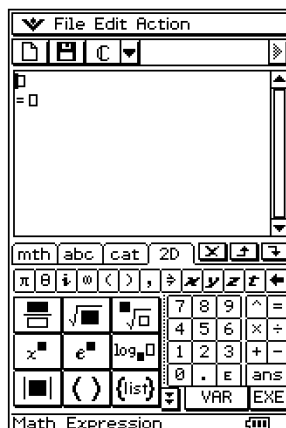 File Edit Action
ℂ
=
mth abc cat 2D
π θ i ∞ ( ) , ⇒ x y z t ←
√ 7 8 9 ^ =
4 5 6 × ÷
x e log 1 2 3 + -
0 . E ans
| | ( ) {list} VAR EXE
Math Expression